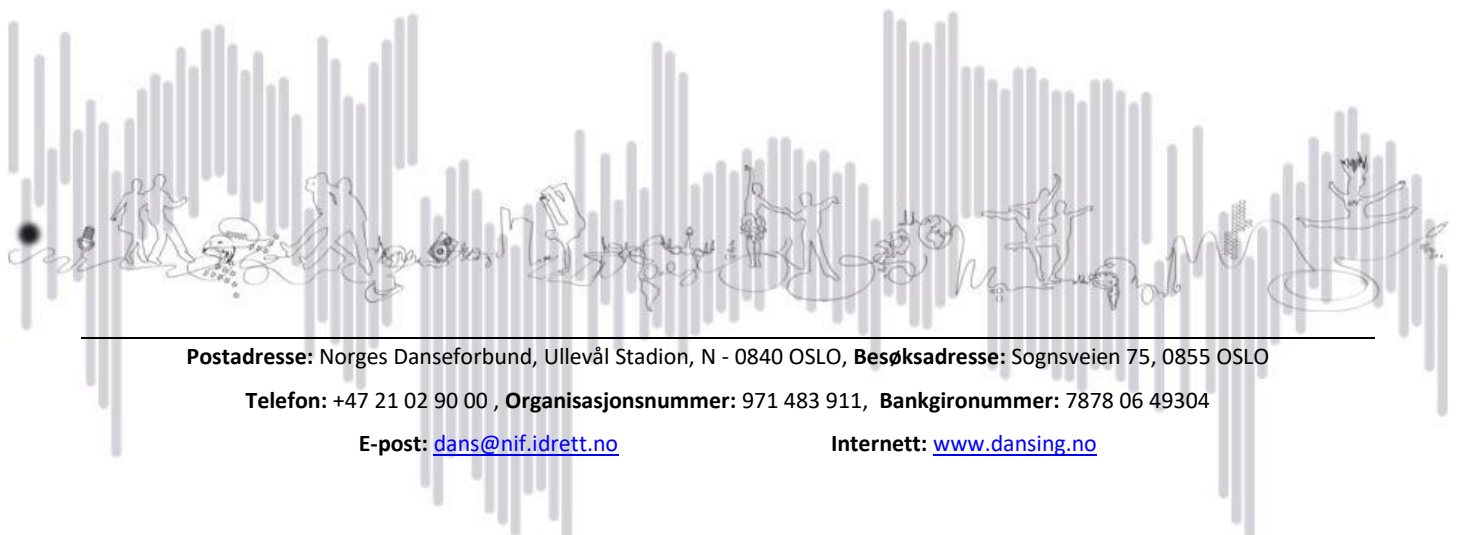 Postadresse: Norges Danseforbund, Ullevål Stadion, N - 0840 OSLO, Besøksadresse: Sognsveien 75, 0855 OSLO
Telefon: +47 21 02 90 00 , Organisasjonsnummer: 971 483 911, Bankgironummer: 7878 06 49304
E-post: dans@nif.idrett.no Internett: www.dansing.no